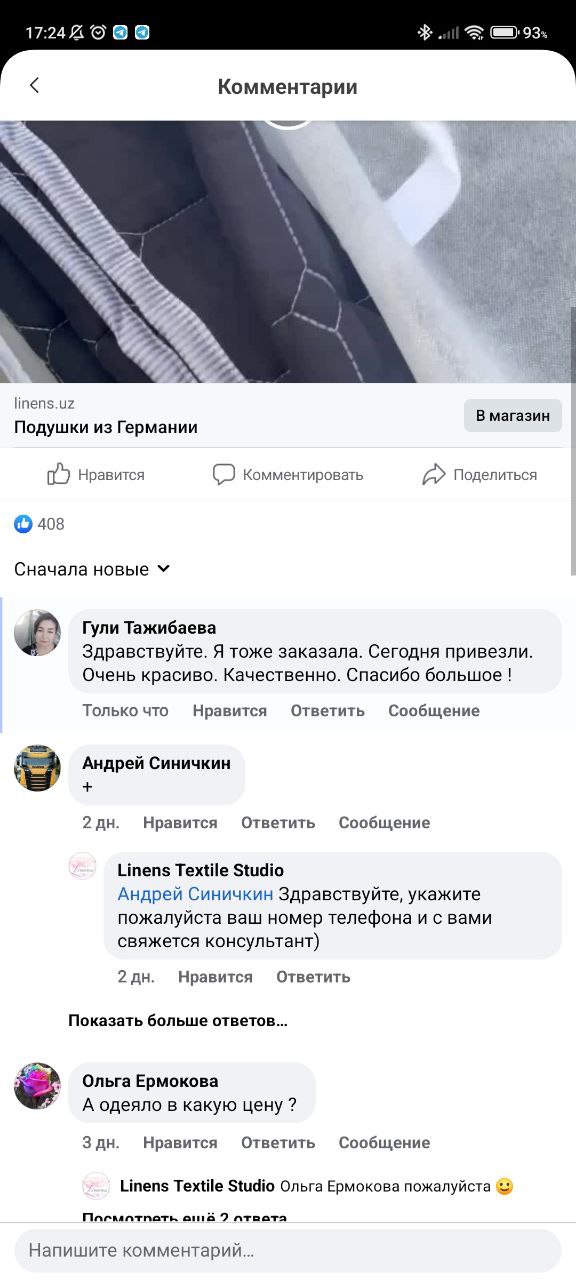 17:24
93%
Комментарии
linens.uz
Подушки из Германии
В магазин
Нравится
Комментировать
Поделиться
408
Сначала новые
Гули Тажибаева
Здравствуйте. Я тоже заказала. Сегодня привезли.
Очень красиво. Качественно. Спасибо большое !
Только что Нравится Ответить Сообщение
Андрей Синичкин
+
2 дн. Нравится Ответить Сообщение
Linens Textile Studio
Андрей Синичкин Здравствуйте, укажите
пожалуйста ваш номер телефона и с вами
свяжется консультант)
2 дн. Нравится Ответить
Показать больше ответов...
Ольга Ермокова
А одеяло в какую цену ?
3 дн. Нравится Ответить Сообщение
Linens Textile Studio Ольга Ермокова пожалуйста 😀
Посмотреть ещё 2 ответа
Напишите комментарий...